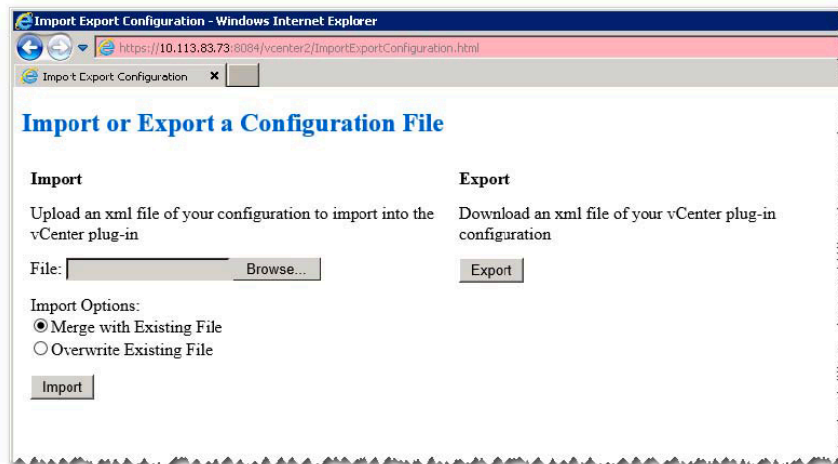 Import Export Configuration - Windows Internet Explorer
https://10.113.83.73:8084/vcenter2/ImportExportConfiguration.html
Import Export Configuration
Import or Export a Configuration File
Import
Upload an xml file of your configuration to import into the
vCenter plug-in
File: Browse...
Import Options:
Merge with Existing File
Overwrite Existing File
Import
Export
Download an xml file of your vCenter plug-in
configuration
Export